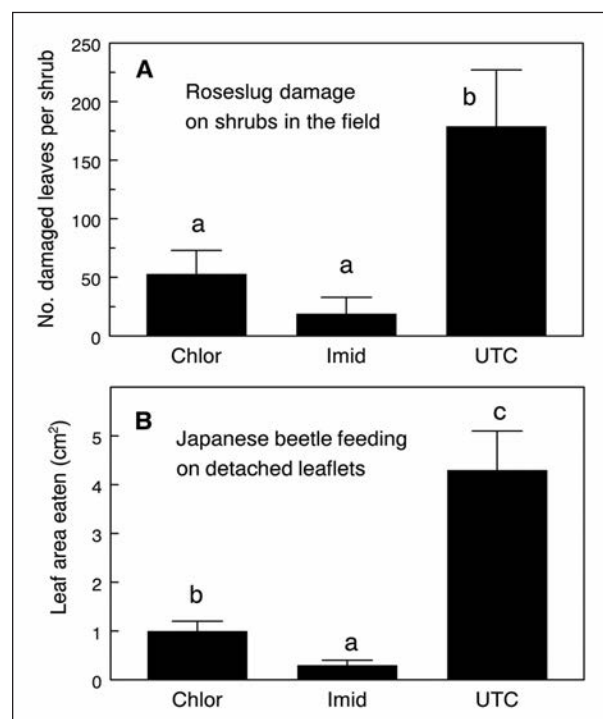 A
Roseslug damage
on shrubs in the field
No. damaged leaves per shrub
250
200
150
100
50
0
a
a
b
Chlor
Imid
UTC
B
Japanese beetle feeding
on detached leaflets
Leaf area eaten (cm²)
5
4
3
2
1
0
b
a
c
Chlor
Imid
UTC